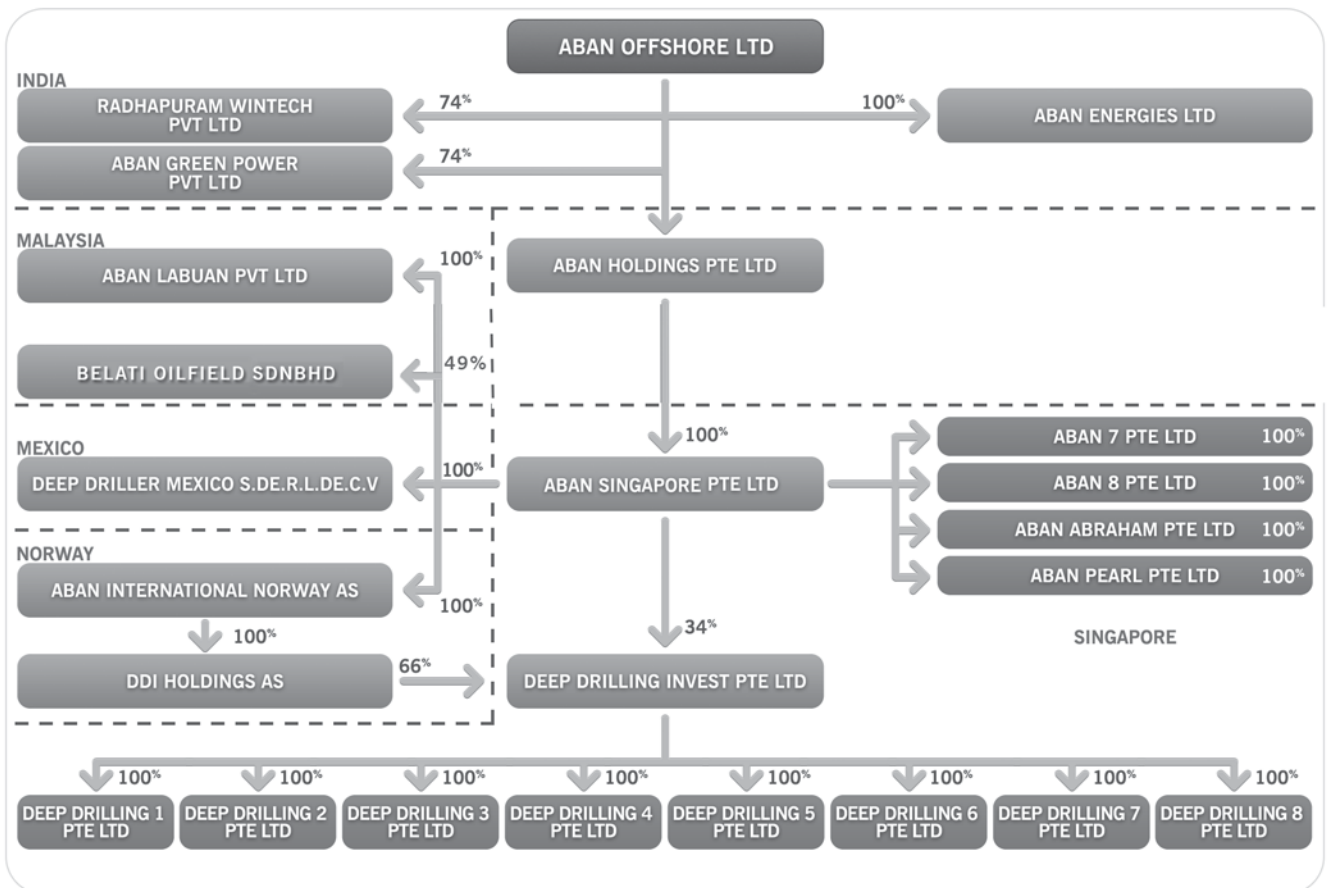 ABAN OFFSHORE LTD
INDIA
RADHAPURAM WINTECH
PVT LTD
74%
100%
ABAN ENERGIES LTD
ABAN GREEN POWER
PVT LTD
74%
MALAYSIA
ABAN LABUAN PVT LTD
100%
ABAN HOLDINGS PTE LTD
BELATI OILFIELD SDNBHD
49%
MEXICO
DEEP DRILLER MEXICO S.DE.R.L.DE.C.V
100%
100%
ABAN SINGAPORE PTE LTD
ABAN 7 PTE LTD 100%
ABAN 8 PTE LTD 100%
ABAN ABRAHAM PTE LTD 100%
ABAN PEARL PTE LTD 100%
SINGAPORE
NORWAY
ABAN INTERNATIONAL NORWAY AS
100%
100%
DDI HOLDINGS AS
66%
34%
DEEP DRILLING INVEST PTE LTD
100%
100%
100%
100%
100%
100%
100%
100%
DEEP DRILLING 1
PTE LTD
DEEP DRILLING 2
PTE LTD
DEEP DRILLING 3
PTE LTD
DEEP DRILLING 4
PTE LTD
DEEP DRILLING 5
PTE LTD
DEEP DRILLING 6
PTE LTD
DEEP DRILLING 7
PTE LTD
DEEP DRILLING 8
PTE LTD